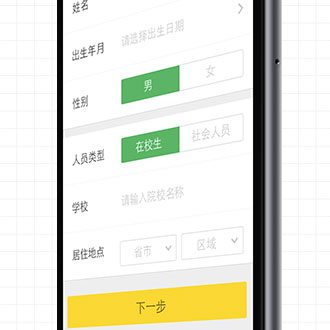 姓名
出生年月 请选择出生日期
性别 男 女
人员类型 在校生 社会人员
学校 请输入院校名称
居住地点 省市 区域
下一步